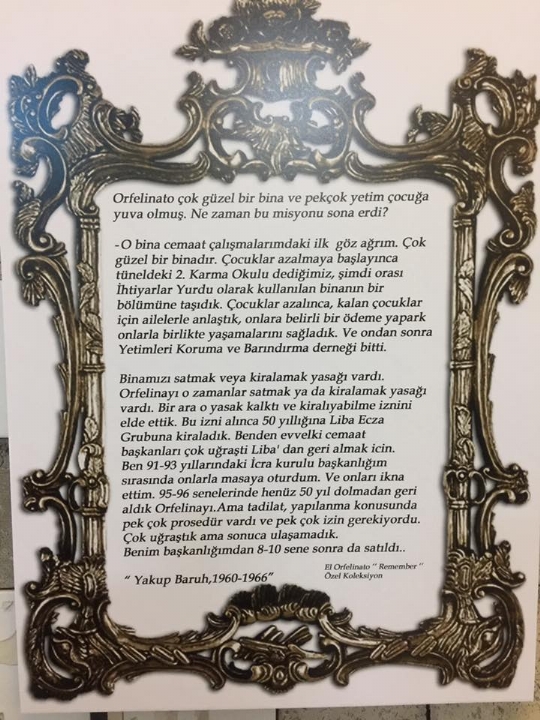 Orfelinato çok güzel bir bina ve pekçok yetim çocuğa
yuva olmuş. Ne zaman bu misyonu sona erdi?
-O bina cemaat çalışmalarımdaki ilk göz ağrım. Çok
güzel bir binadır. Çocuklar azalmaya başlayınca
tüneldeki 2. Karma Okulu dediğimiz, şimdi orası
İhtiyarlar Yurdu olarak kullanılan binanın bir
bölümüne taşıdık. Çocuklar azalınca, kalan çocuklar
için ailelerle anlaştık, onlara belirli bir ödeme yapark
onlarla birlikte yaşamalarını sağladık. Ve ondan sonra
Yetimleri Koruma ve Barındırma derneği bitti.
Binamızı satmak veya kiralamak yasağı vardı.
Orfelinayı o zamanlar satmak ya da kiralamak yasağı
vardı. Bir ara o yasak kalktı ve kiralıyabilme iznini
elde ettik. Bu izni alınca 50 yıllığına Liba Ecza
Grubuna kiraladık. Benden evvelki cemaat
başkanları çok uğraştı Liba' dan geri almak icin.
Ben 91-93 yıllarındaki İcra kurulu başkanlığım
sırasında onlarla masaya oturdum. Ve onları ikna
ettim. 95-96 senelerinde henüz 50 yıl dolmadan geri
aldık Orfelinayı.Ama tadilat, yapılanma konusunda
pek çok prosedür vardı ve pek çok izin gerekiyordu.
Çok uğraştık ama sonuca ulaşamadık.
Benim başkanlığımdan 8-10 sene sonra da satıldı..
" Yakup Baruh,1960-1966"
El Orfelinato " Remember "
Özel Koleksiyon